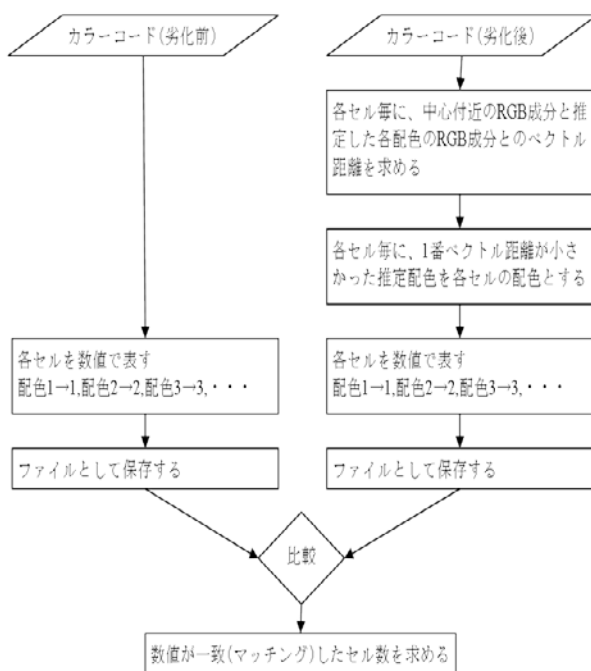 カラーコード(劣化前)
カラーコード(劣化後)
各セル毎に、中心付近のRGB成分と推
定した各配色のRGB成分とのベクトル
距離を求める
各セル毎に、1番ベクトル距離が小さ
かった推定配色を各セルの配色とする
各セルを数値で表す
配色1→1,配色2→2,配色3→3,・・・
各セルを数値で表す
配色1→1,配色2→2,配色3→3,・・・
ファイルとして保存する
ファイルとして保存する
比較
数値が一致(マッチング)したセル数を求める